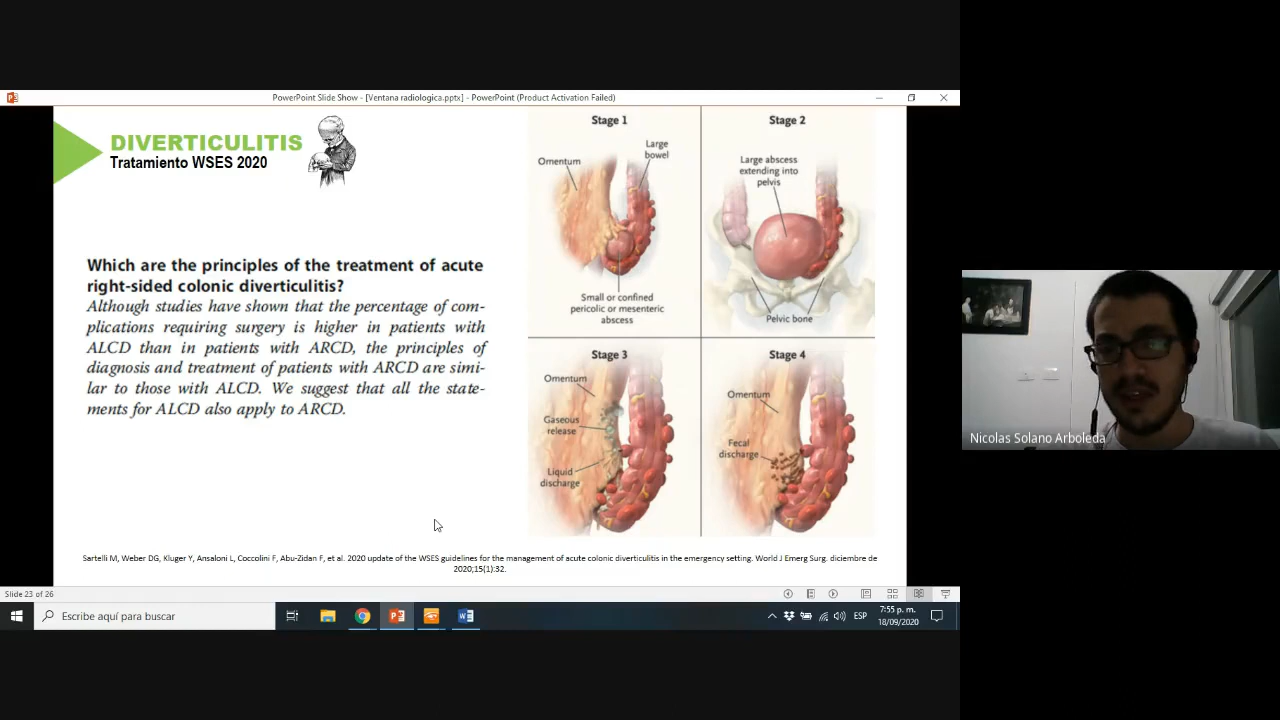 PowerPoint Slide Show - [Ventana radiologica.pptx] - PowerPoint (Product Activation Failed)
DIVERTICULITIS
Tratamiento WSES 2020
Which are the principles of the treatment of acute
right-sided colonic diverticulitis?
Although studies have shown that the percentage of com-
plications requiring surgery is higher in patients with
ALCD than in patients with ARCD, the principles of
diagnosis and treatment of patients with ARCD are simi-
lar to those with ALCD. We suggest that all the state-
ments for ALCD also apply to ARCD.
Stage 1
Omentum
Large
bowel
Small or confined
pericolic or mesenteric
abscess
Stage 2
Large abscess
extending into
pelvis
Pelvic bone
Stage 3
Omentum
Gaseous
release
Liquid
discharge
Stage 4
Omentum
Fecal
discharge
Sartelli M, Weber DG, Kluger Y, Ansaloni L, Coccolini F, Abu-Zidan F, et al. 2020 update of the WSES guidelines for the management of acute colonic diverticulitis in the emergency setting. World J Emerg Surg. diciembre de
2020;15(1):32.
Slide 23 of 26
Escribe aquí para buscar
ESP
7:55 p. m.
18/09/2020
Nicolas Solano Arboleda